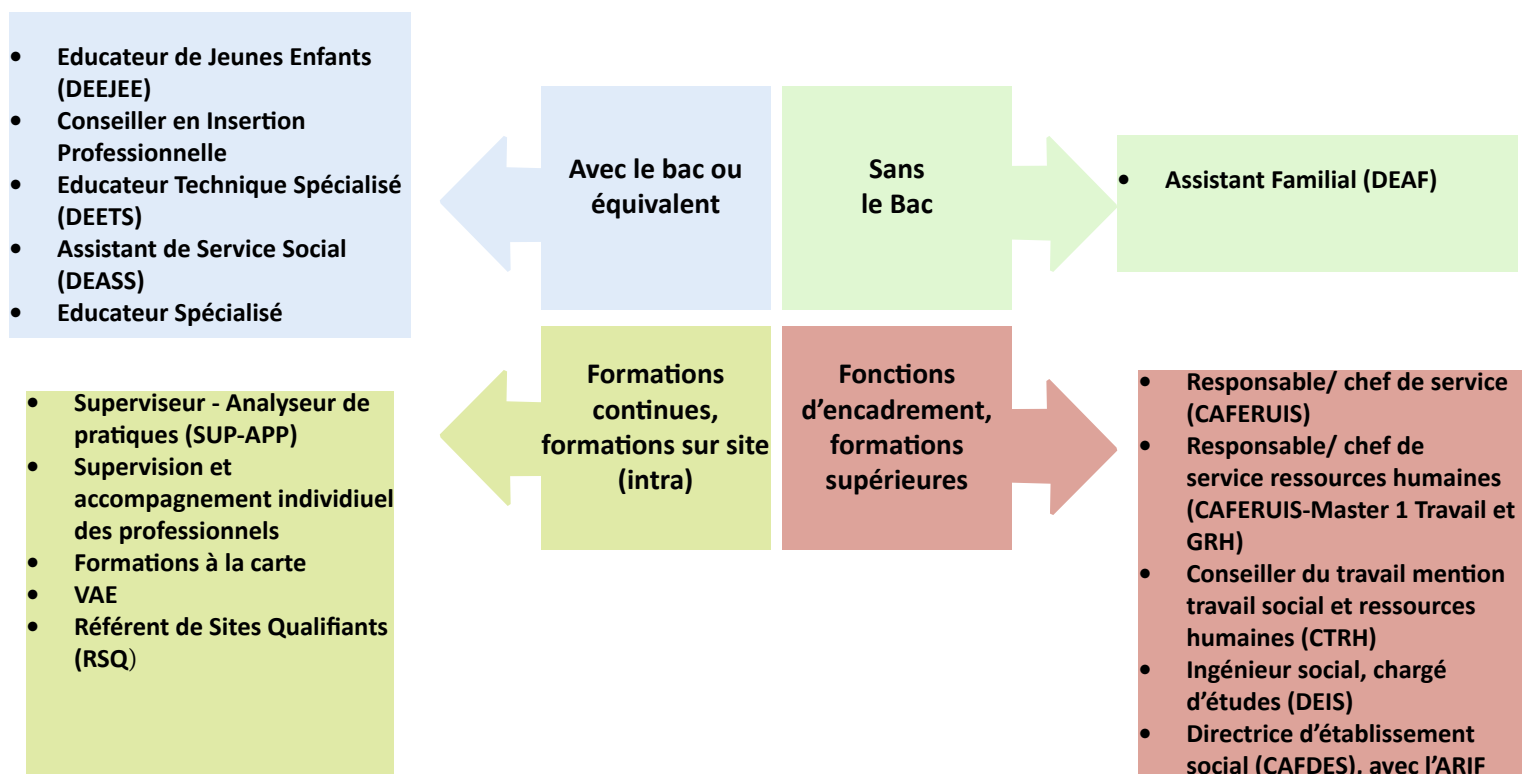 • Educateur de Jeunes Enfants
(DEEJEE)
• Conseiller en Insertion
Professionnelle
• Educateur Technique Spécialisé
(DEETS)
• Assistant de Service Social
(DEASS)
• Educateur Spécialisé
Avec le bac ou
équivalent
Sans
le Bac
• Assistant Familial (DEAF)
• Superviseur - Analyseur de
pratiques (SUP-APP)
• Supervision et
accompagnement individiuel
des professionnels
• Formations à la carte
• VAE
• Référent de Sites Qualifiants
(RSQ)
Formations
continues,
formations sur site
(intra)
Fonctions
d’encadrement,
formations
supérieures
• Responsable/ chef de service
(CAFERUIS)
• Responsable/ chef de
service ressources humaines
(CAFERUIS-Master 1 Travail et
GRH)
• Conseiller du travail mention
travail social et ressources
humaines (CTRH)
• Ingénieur social, chargé
d’études (DEIS)
• Directrice d’établissement
social (CAFDES), avec l’ARIF